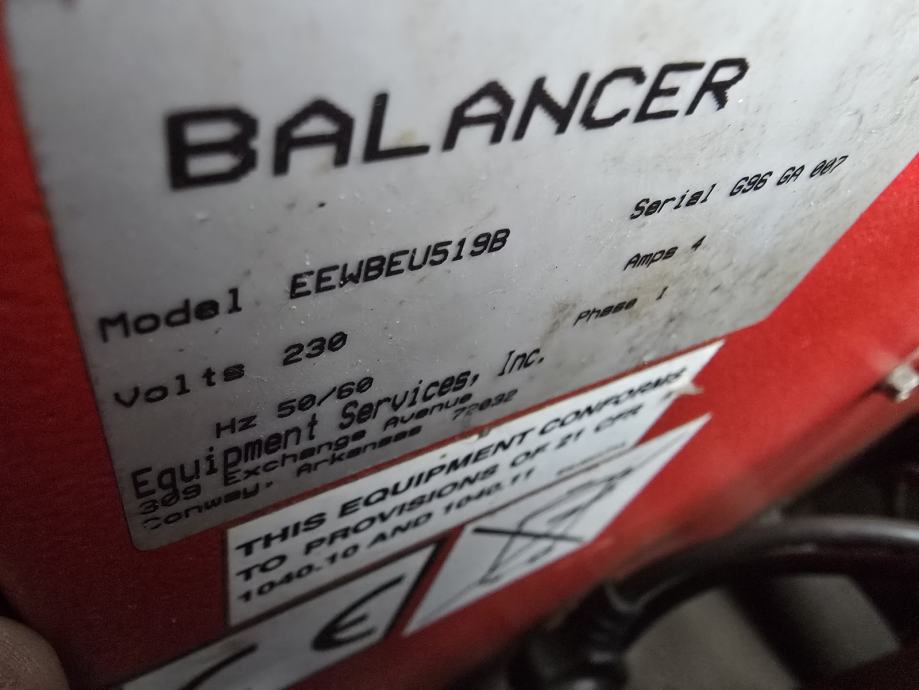 BALANCER
Model EEWBEU519B Serial G96 GA 007
Volts 230 Amps 4
Hz 50/60 Phase 1
Equipment Services, Inc.
309 Exchange Avenue
Conway, Arkansas 72032
THIS EQUIPMENT CONFORMS
TO PROVISIONS OF 21 CFR
1040.10 AND 1040.11
CE